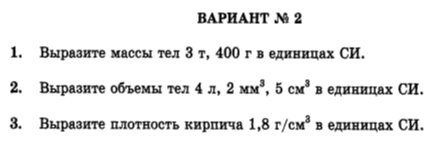 ВАРИАНТ № 2
1. Выразите массы тел 3 т, 400 г в единицах СИ.
2. Выразите объемы тел 4 л, 2 мм³, 5 см³ в единицах СИ.
3. Выразите плотность кирпича 1,8 г/см³ в единицах СИ.